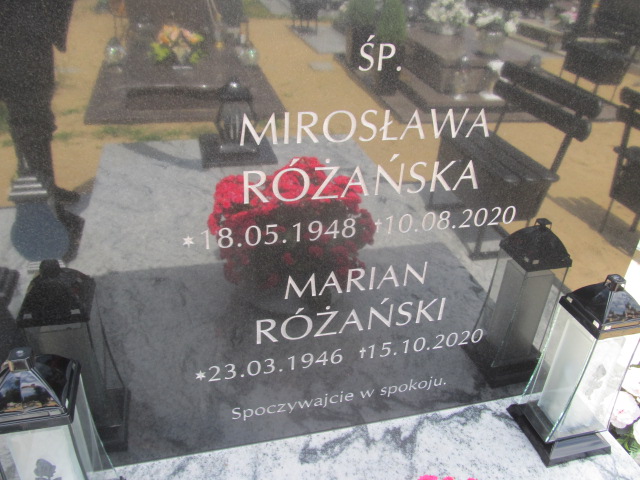 ŚP.
MIROSŁAWA
RÓŻAŃSKA
*18.05.1948 †10.08.2020
MARIAN
RÓŻAŃSKI
*23.03.1946 †15.10.2020
Spoczywajcie w spokoju.